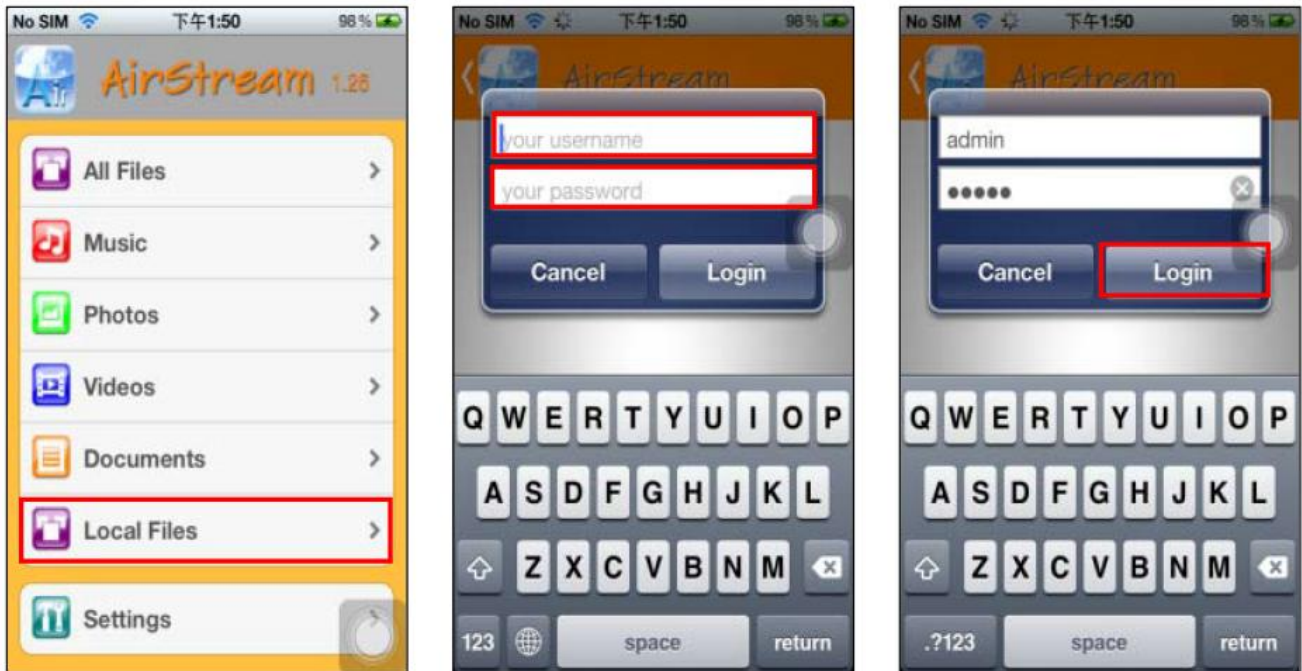 No SIM 下午1:50 98%
Air AirStream 1.26
All Files
Music
Photos
Videos
Documents
Local Files
Settings
No SIM 下午1:50 98%
AirStream
your username
your password
Cancel Login
Q W E R T Y U I O P
A S D F G H J K L
Z X C V B N M
123 space return
No SIM 下午1:50 98%
AirStream
admin
•••••
Cancel Login
Q W E R T Y U I O P
A S D F G H J K L
Z X C V B N M
.?123 space return